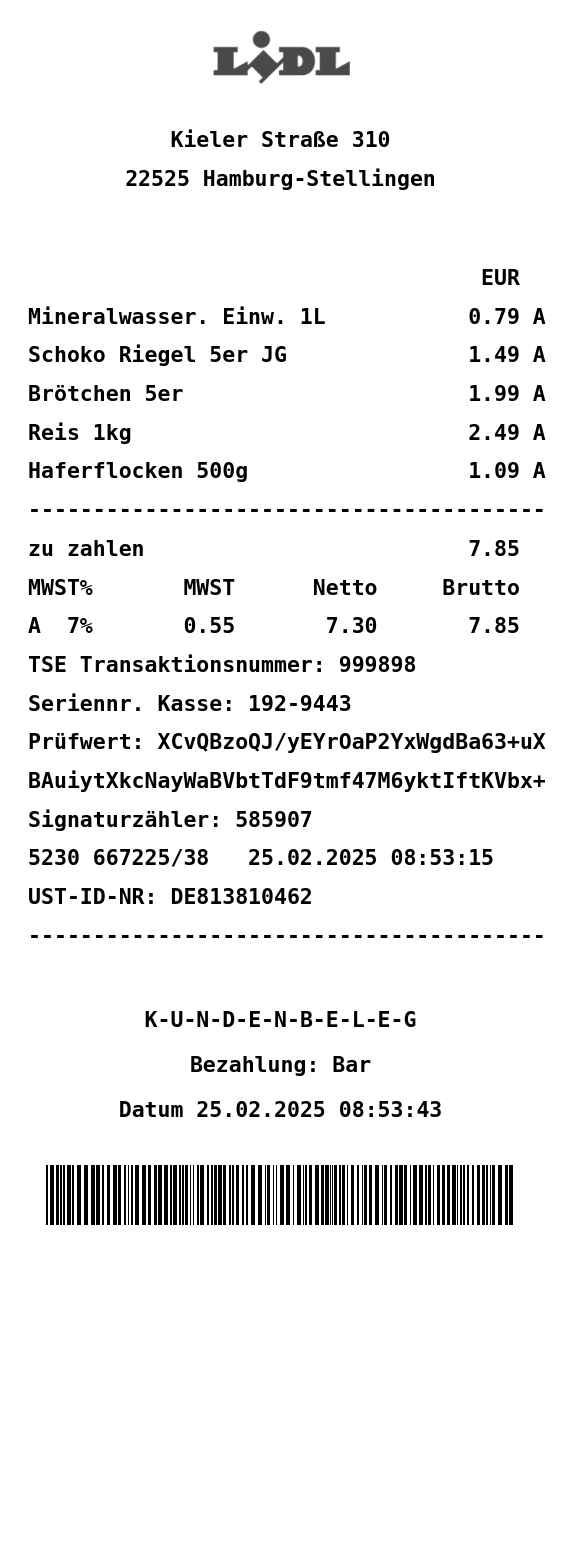 LIDL
Kieler Straße 310
22525 Hamburg-Stellingen
EUR
Mineralwasser. Einw. 1L 0.79 A
Schoko Riegel 5er JG 1.49 A
Brötchen 5er 1.99 A
Reis 1kg 2.49 A
Haferflocken 500g 1.09 A
----------------------------------------
zu zahlen 7.85
MWST% MWST Netto Brutto
A 7% 0.55 7.30 7.85
TSE Transaktionsnummer: 999898
Seriennr. Kasse: 192-9443
Prüfwert: XCvQBzoQJ/yEYrOaP2YxWgdBa63+uX
BAuiytXkcNayWaBVbtTdF9tmf47M6yktIftKVbx+
Signaturzähler: 585907
5230 667225/38 25.02.2025 08:53:15
UST-ID-NR: DE813810462
----------------------------------------
K-U-N-D-E-N-B-E-L-E-G
Bezahlung: Bar
Datum 25.02.2025 08:53:43